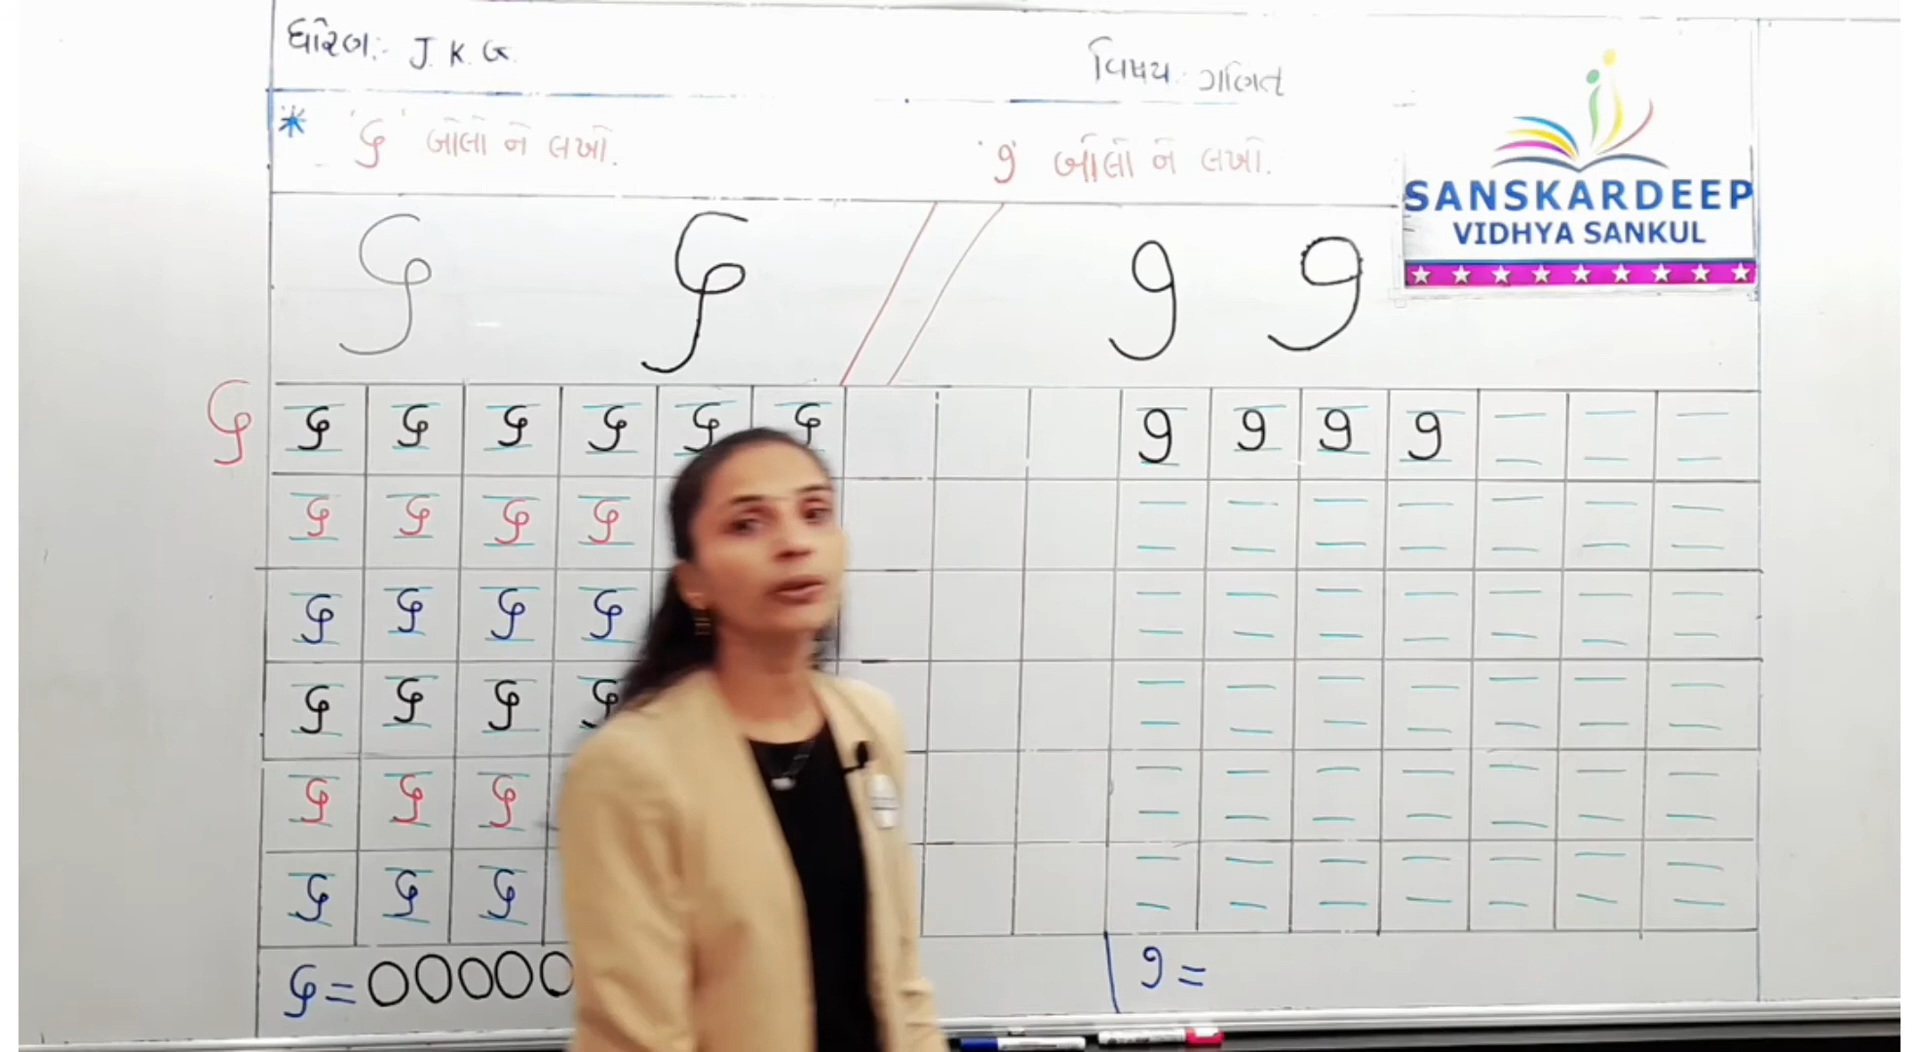 ધોરણ:- J. K. G.
વિષય:- ગણિત
* '૬' બોલો ને લખો.
'૭' બોલો ને લખો.
SANSKARDEEP
VIDHYA SANKUL
૬ ૬
૭ ૭
૬ ૬ ૬ ૬ ૬ ૬ ૬ ૭ ૭ ૭ ૭
૬ ૬ ૬ ૬
૬ ૬ ૬ ૬
૬ ૬ ૬ ૬
૬ ૬ ૬
૬ ૬ ૬
૬ = OOOOO
૭ =